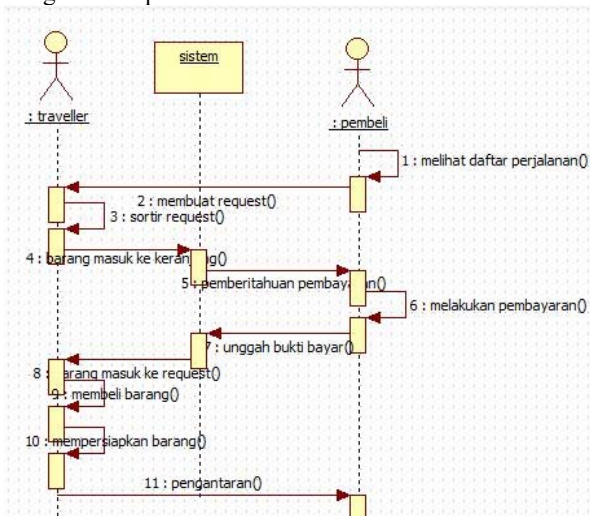 sistem
: traveller
: pembeli
1 : melihat daftar perjalanan()
2 : membuat request()
3 : sortir request()
4 : barang masuk ke keranjang()
5 : pemberitahuan pembayaran()
6 : melakukan pembayaran()
7 : unggah bukti bayar()
8 : barang masuk ke request()
9 : membeli barang()
10 : mempersiapkan barang()
11 : pengantaran()